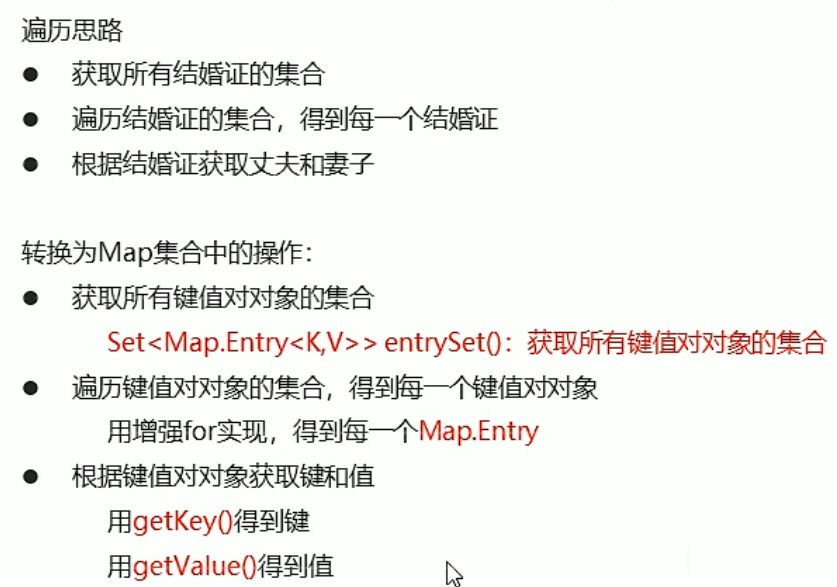 遍历思路
● 获取所有结婚证的集合
● 遍历结婚证的集合，得到每一个结婚证
● 根据结婚证获取丈夫和妻子
转换为Map集合中的操作：
● 获取所有键值对对象的集合
Set<Map.Entry<K,V>> entrySet()：获取所有键值对对象的集合
● 遍历键值对对象的集合，得到每一个键值对对象
用增强for实现，得到每一个Map.Entry
● 根据键值对对象获取键和值
用getKey()得到键
用getValue()得到值